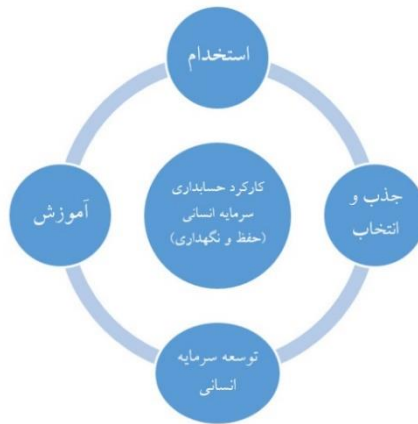 استخدام
جذب و
انتخاب
کارکرد حسابداری
سرمایه انسانی
(حفظ و نگهداری)
آموزش
توسعه سرمایه
انسانی